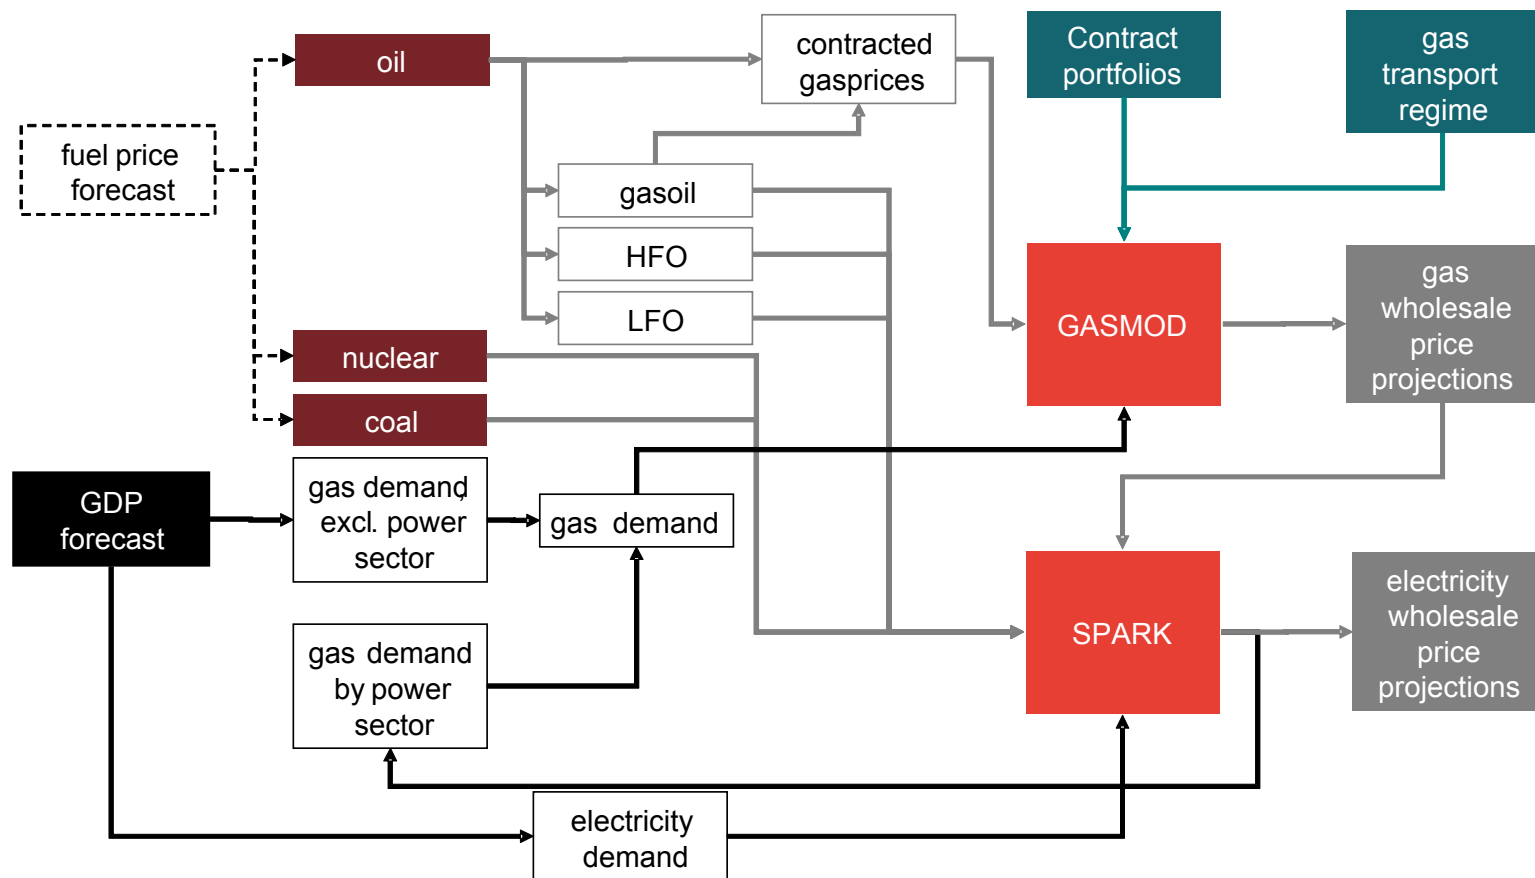 oil
contracted
gasprices
Contract
portfolios
gas
transport
regime
fuel price
forecast
gasoil
HFO
LFO
GASMOD
gas
wholesale
price
projections
nuclear
coal
GDP
forecast
gas demand,
excl. power
sector
gas demand
SPARK
electricity
wholesale
price
projections
gas demand
by power
sector
electricity
demand